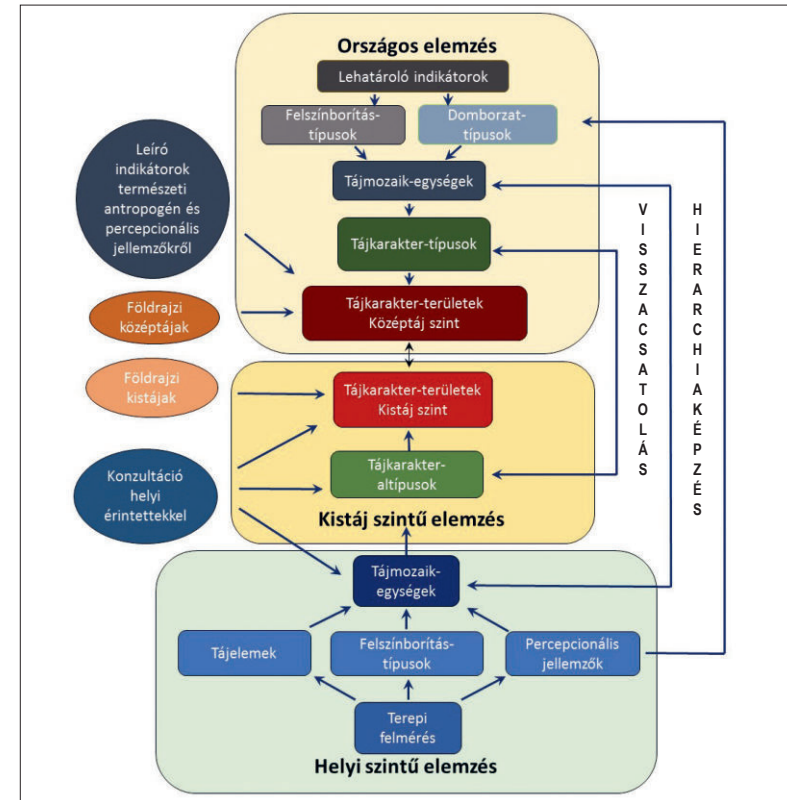 Országos elemzés
Lehatároló indikátorok
Felszínborítás-
típusok
Domborzat-
típusok
Tájmozaik-egységek
Tájkarakter-típusok
Tájkarakter-területek
Középtáj szint
Leíró
indikátorok
természeti
antropogén és
percepcionális
jellemzőkről
Földrajzi
középtájak
Földrajzi
kistájak
Konzultáció
helyi
érintettekkel
Tájkarakter-területek
Kistáj szint
Tájkarakter-
altípusok
Kistáj szintű elemzés
Tájmozaik-
egységek
Tájelemek
Felszínborítás-
típusok
Percepcionális
jellemzők
Terepi
felmérés
Helyi szintű elemzés
VISSZACSATOLÁS
HIERARCHIAKÉPZÉS